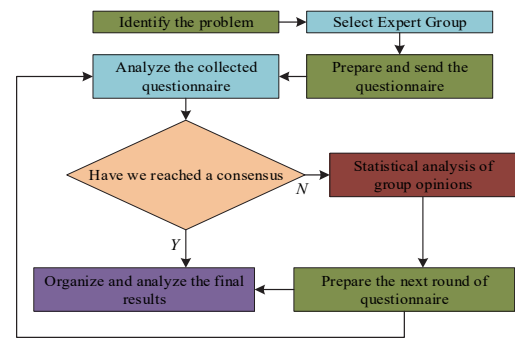 Identify the problem
Select Expert Group
Analyze the collected
questionnaire
Prepare and send the
questionnaire
Have we reached a consensus
N
Statistical analysis of
group opinions
Y
Organize and analyze the final
results
Prepare the next round of
questionnaire